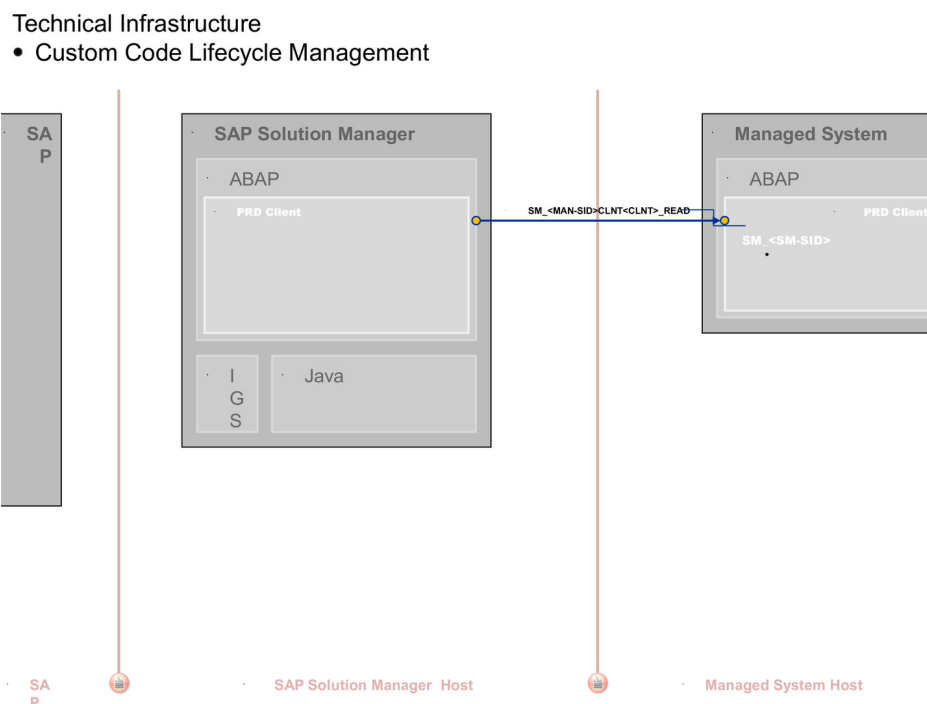 Technical Infrastructure
• Custom Code Lifecycle Management
SA
P
SAP Solution Manager
ABAP
PRD Client
SM_<MAN-SID>CLNT<CLNT>_READ
Managed System
ABAP
PRD Client
SM_<SM-SID>
I
G
S
Java
SA
P
SAP Solution Manager Host
Managed System Host